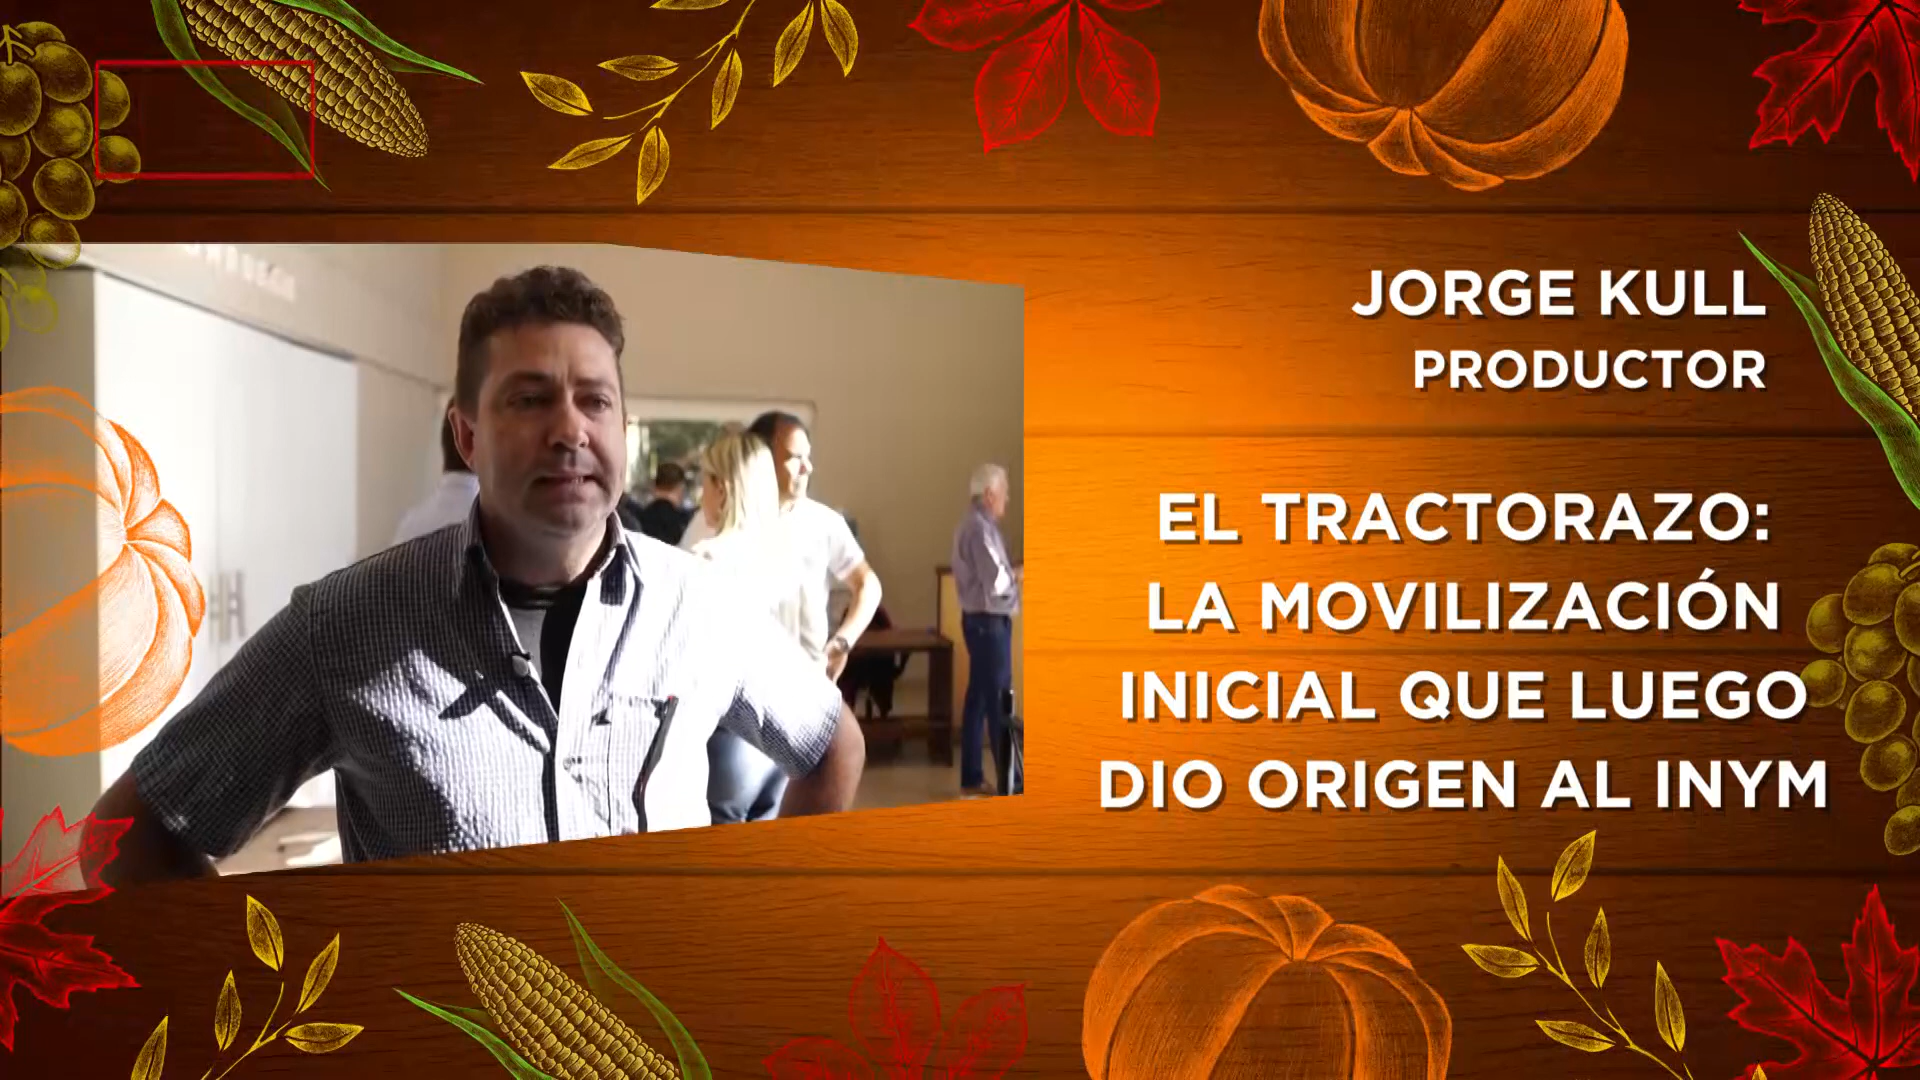 JORGE KULL
PRODUCTOR
EL TRACTORAZO:
LA MOVILIZACIÓN
INICIAL QUE LUEGO
DIO ORIGEN AL INYM